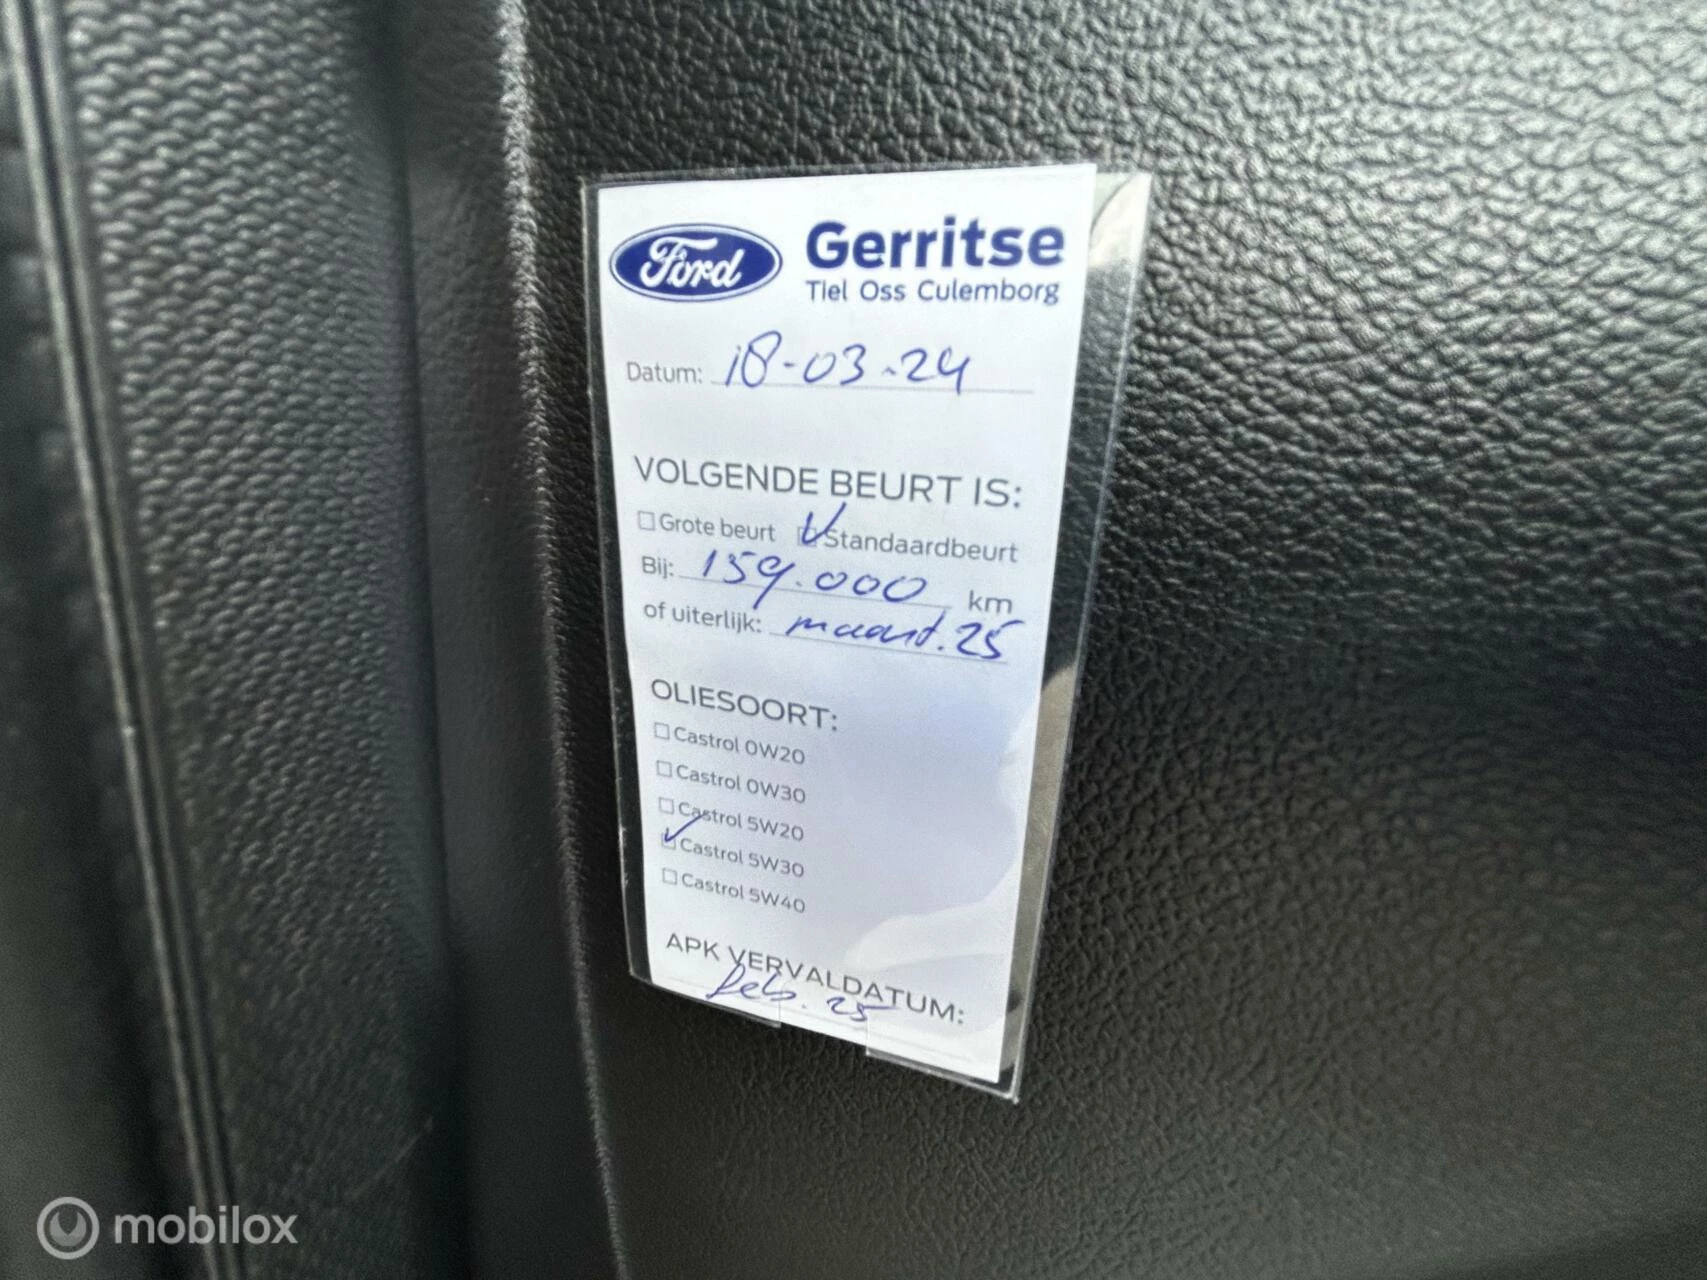 Ford
Gerritse
Tiel Oss Culemborg
Datum: 18-03-24
VOLGENDE BEURT IS:
Grote beurt Standaardbeurt
Bij: 159.000 km
of uiterlijk: maart.25
OLIESOORT:
Castrol 0W20
Castrol 0W30
Castrol 5W20
Castrol 5W30
Castrol 5W40
APK VERVALDATUM:
feb. 25
mobilox